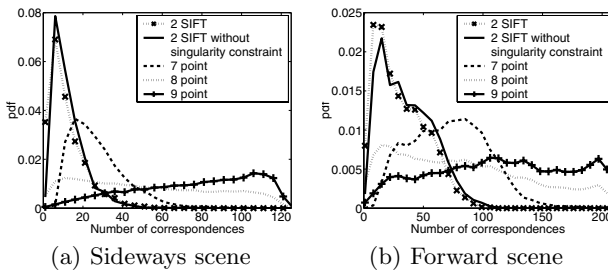 0.08
0.06
0.04
0.02
0
pdf
0 20 40 60 80 100 120
Number of correspondences
2 SIFT
2 SIFT without
singularity constraint
7 point
8 point
9 point
(a) Sideways scene
0.025
0.02
0.015
0.01
0.005
0
pdf
0 50 100 150 200
Number of correspondences
2 SIFT
2 SIFT without
singularity constraint
7 point
8 point
9 point
(b) Forward scene